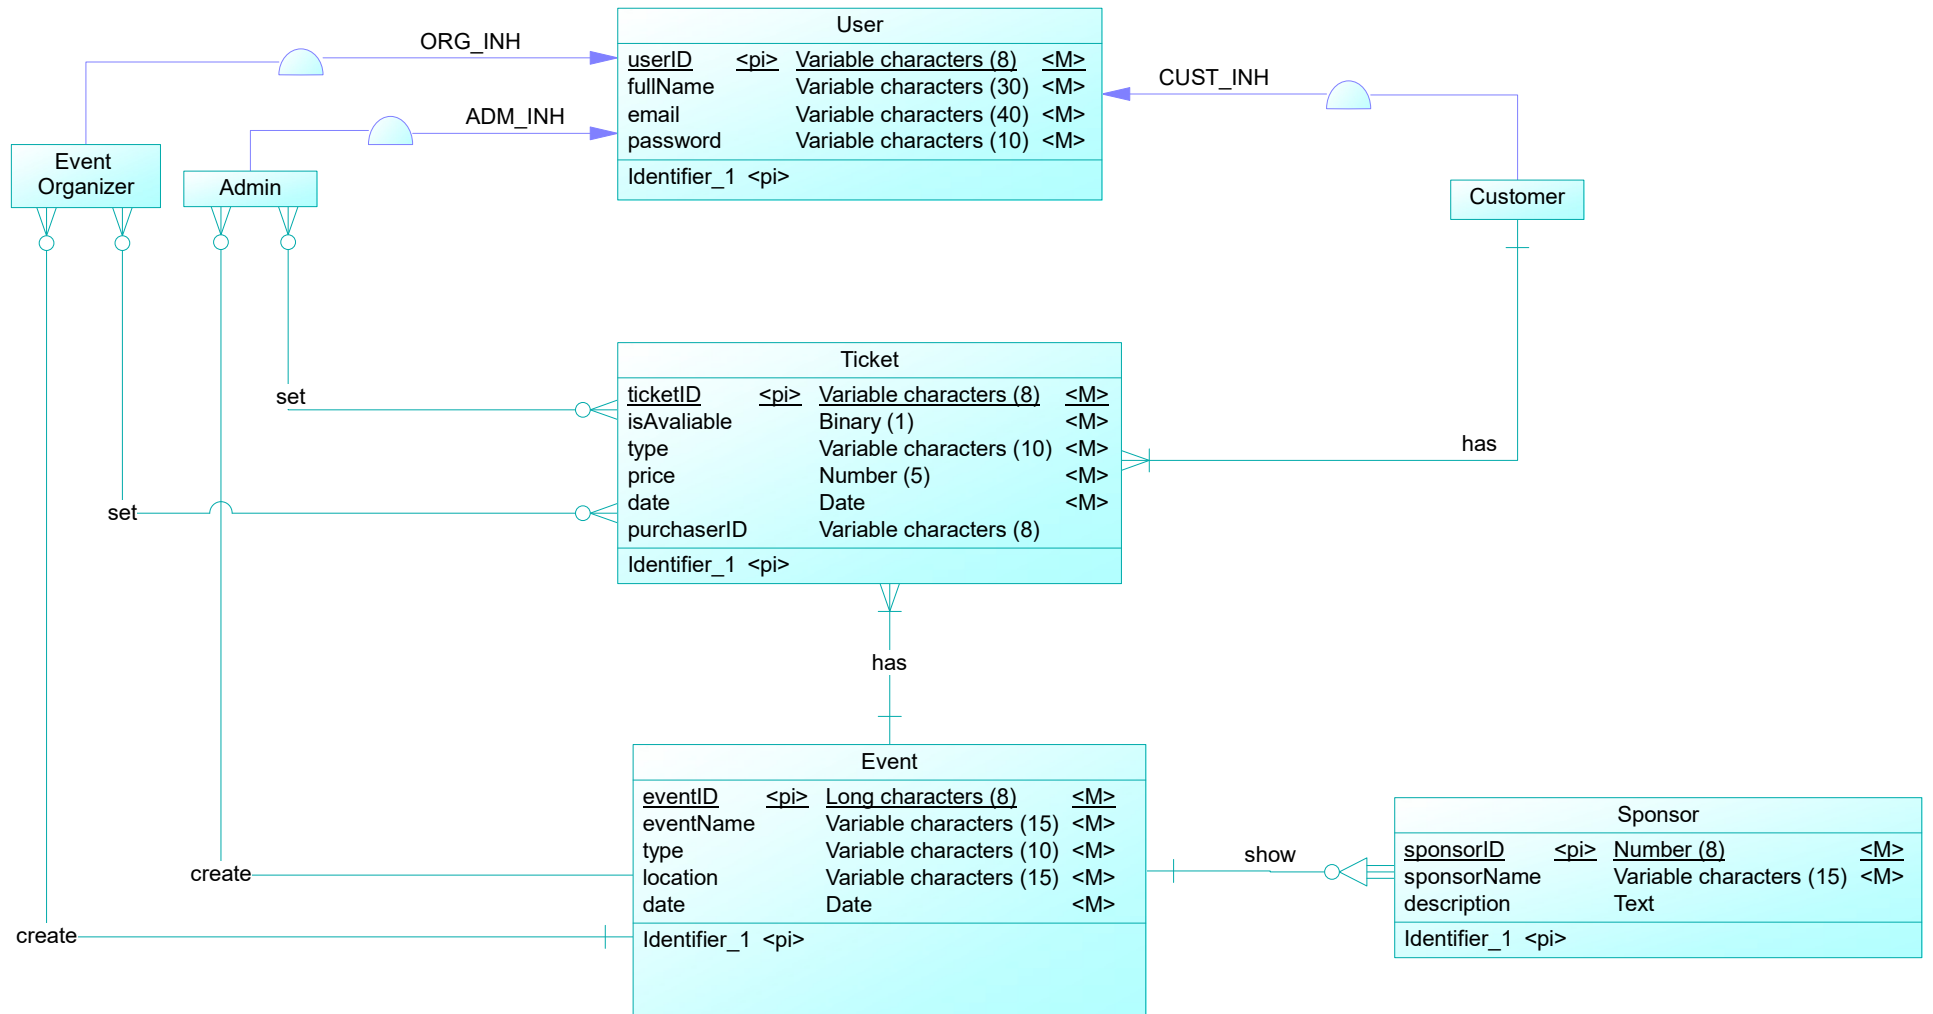 User
userID <pi> Variable characters (8) <M>
fullName Variable characters (30) <M>
email Variable characters (40) <M>
password Variable characters (10) <M>
Identifier_1 <pi>
ORG_INH
ADM_INH
CUST_INH
Event
Organizer
Admin
Customer
Ticket
ticketID <pi> Variable characters (8) <M>
isAvaliable Binary (1) <M>
type Variable characters (10) <M>
price Number (5) <M>
date Date <M>
purchaserID Variable characters (8)
Identifier_1 <pi>
set
set
has
has
Event
eventID <pi> Long characters (8) <M>
eventName Variable characters (15) <M>
type Variable characters (10) <M>
location Variable characters (15) <M>
date Date <M>
Identifier_1 <pi>
create
create
show
Sponsor
sponsorID <pi> Number (8) <M>
sponsorName Variable characters (15) <M>
description Text
Identifier_1 <pi>